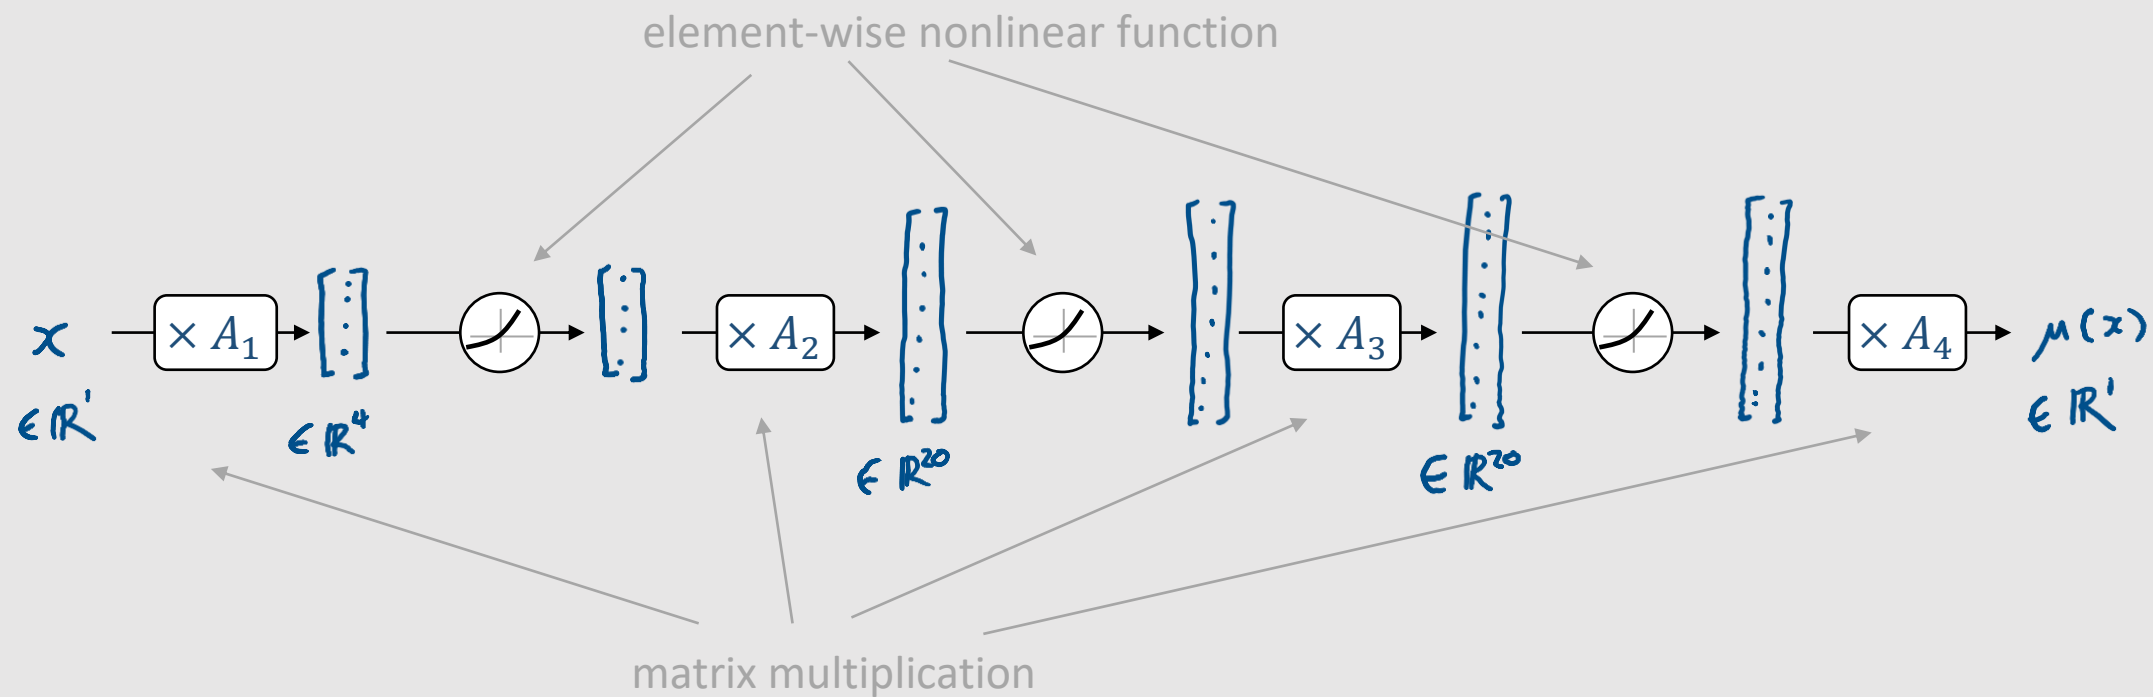 element-wise nonlinear function
x × A₁ × A₂ × A₃ × A₄ μ(x)
∈ ℝ¹ ∈ ℝ⁴ ∈ ℝ²⁰ ∈ ℝ²⁰ ∈ ℝ¹
matrix multiplication